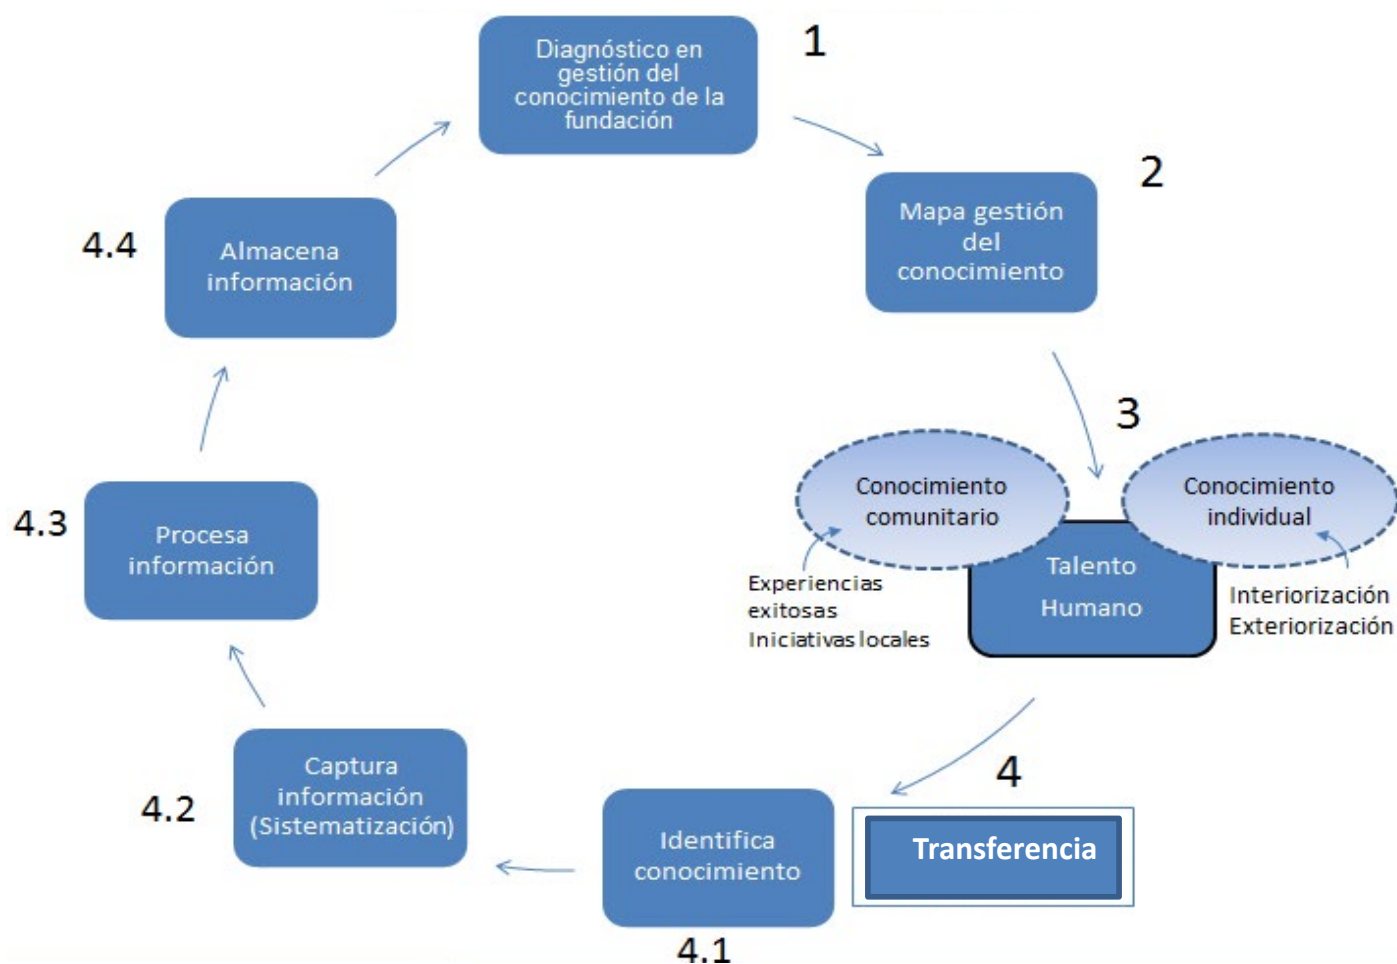 1
Diagnóstico en
gestión del
conocimiento de la
fundación
2
Mapa gestión
del
conocimiento
3
Conocimiento
comunitario
Conocimiento
individual
Talento
Humano
Experiencias
exitosas
Iniciativas locales
Interiorización
Exteriorización
4
Transferencia
Identifica
conocimiento
4.1
Captura
información
(Sistematización)
4.2
Procesa
información
4.3
Almacena
información
4.4